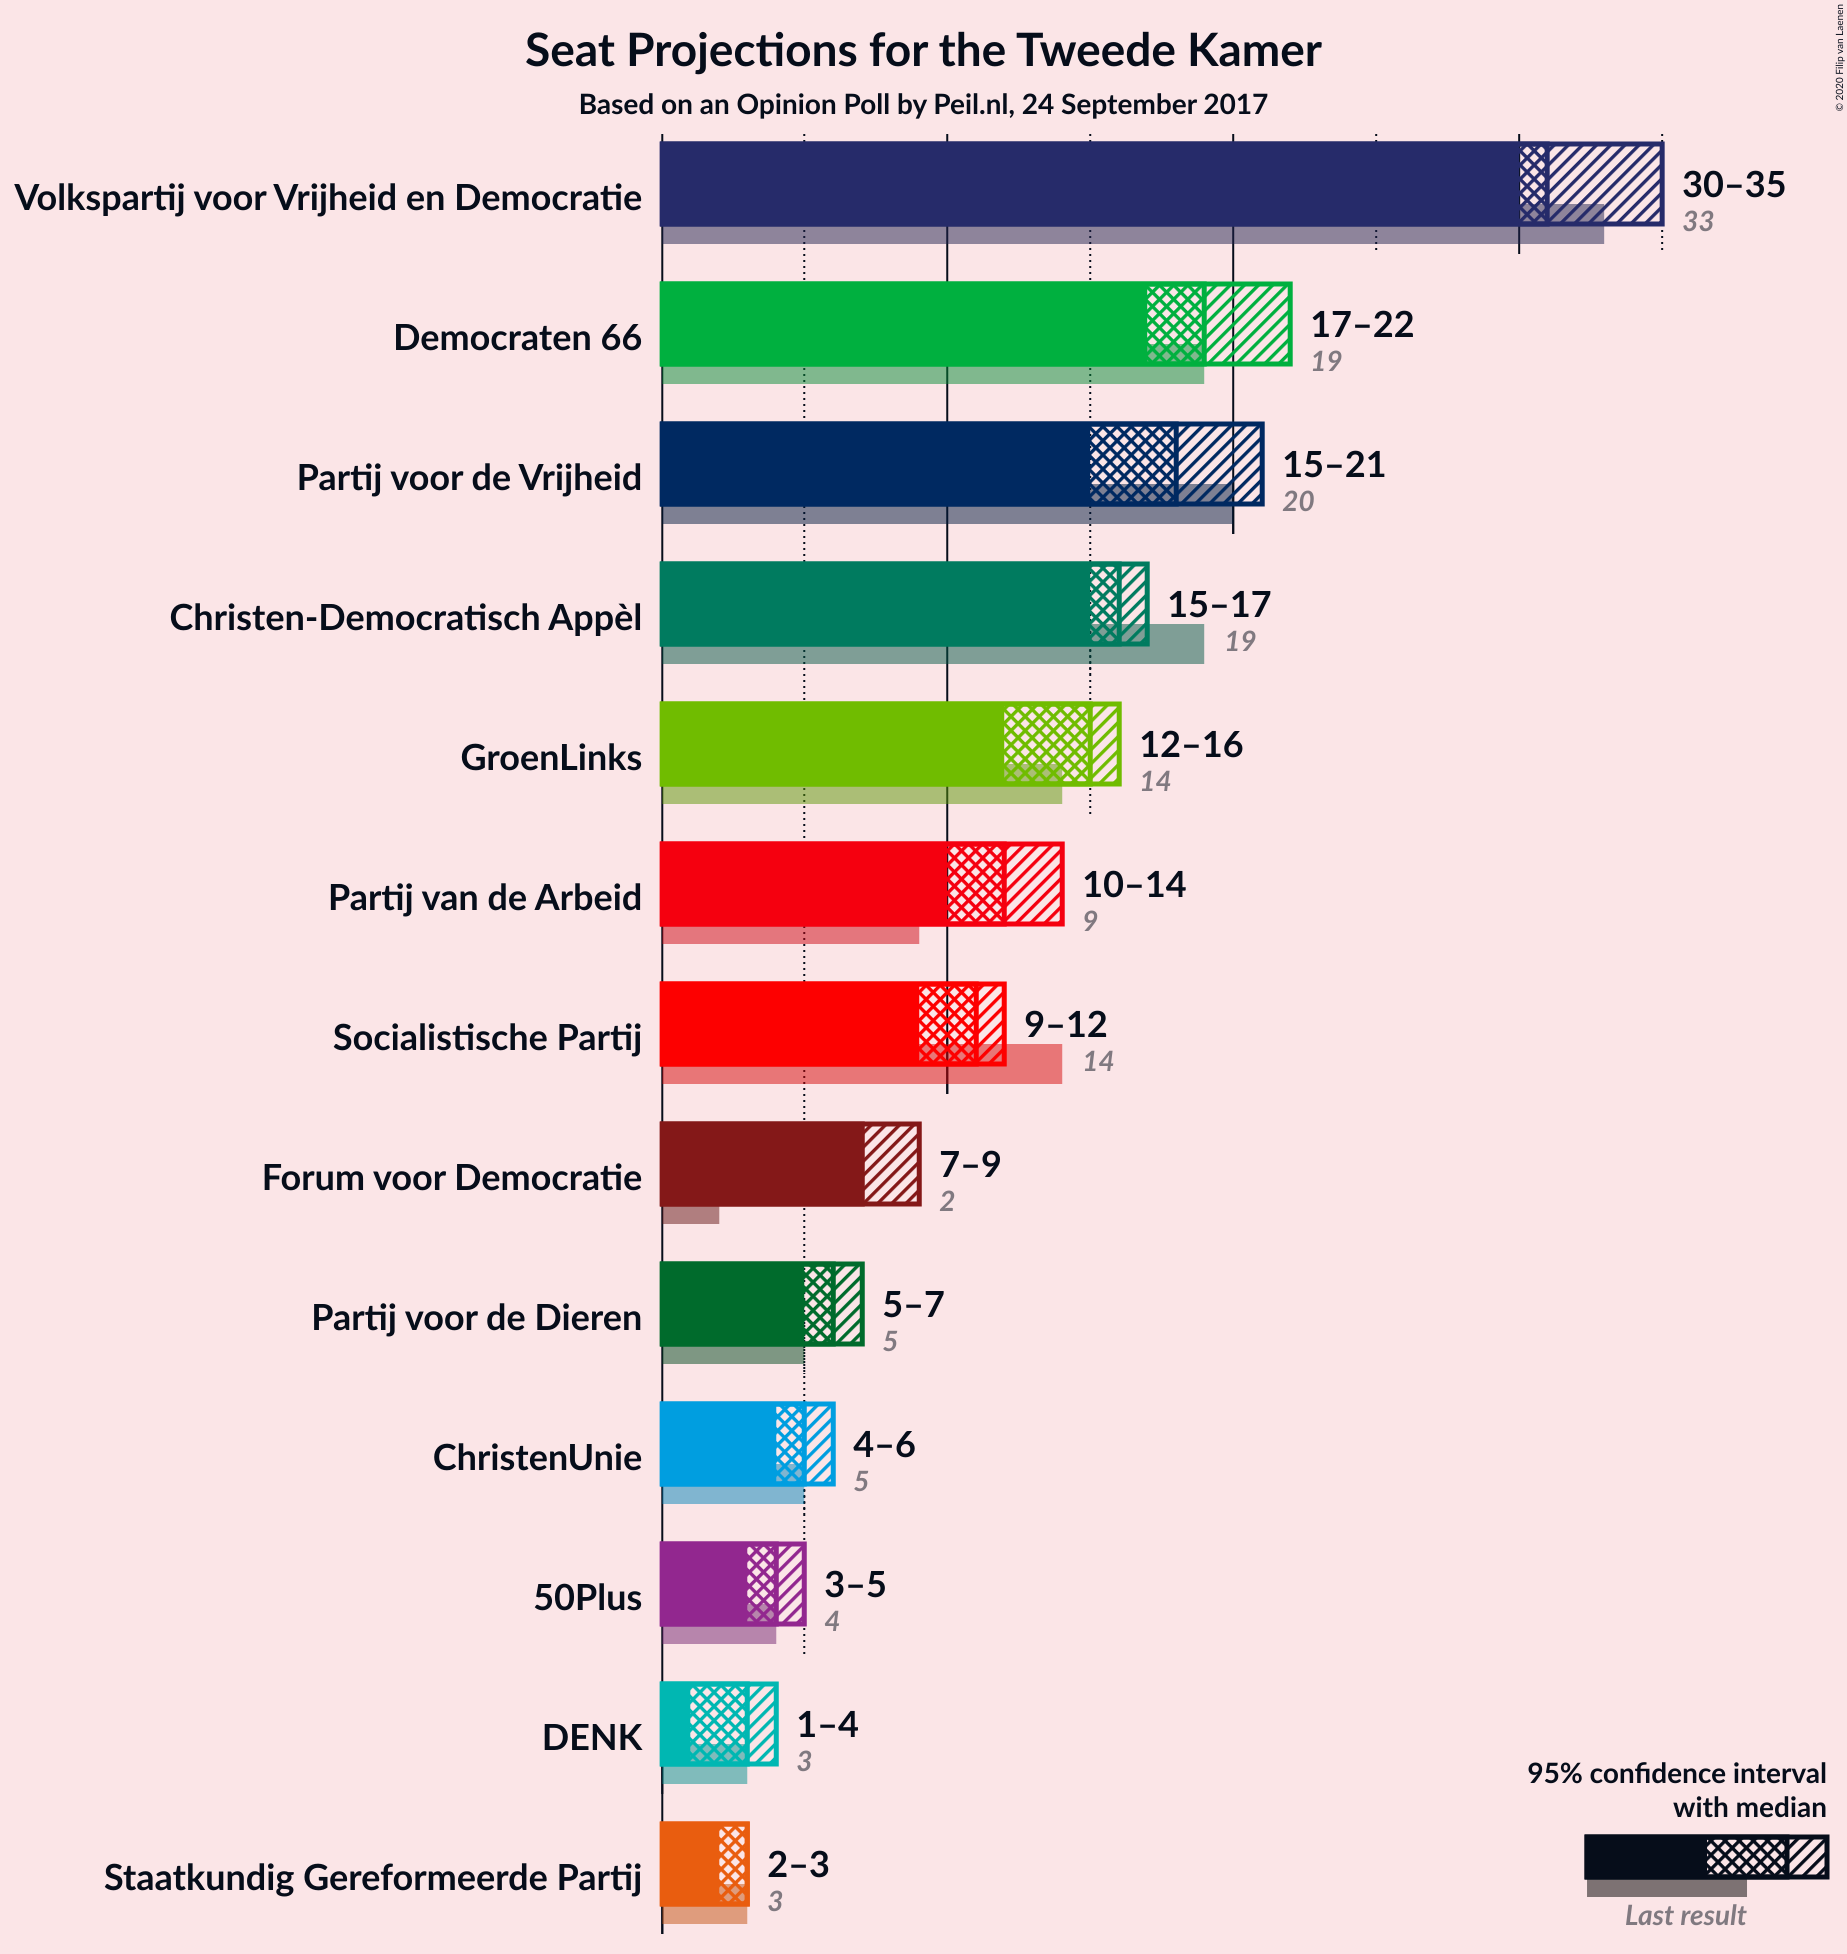 Seat Projections for the Tweede Kamer
Based on an Opinion Poll by Peil.nl, 24 September 2017
© 2020 Filip van Laenen
Volkspartij voor Vrijheid en Democratie
30–35
33
Democraten 66
17–22
19
Partij voor de Vrijheid
15–21
20
Christen-Democratisch Appèl
15–17
19
GroenLinks
12–16
14
Partij van de Arbeid
10–14
9
Socialistische Partij
9–12
14
Forum voor Democratie
7–9
2
Partij voor de Dieren
5–7
5
ChristenUnie
4–6
5
50Plus
3–5
4
DENK
1–4
3
Staatkundig Gereformeerde Partij
2–3
3
95% confidence interval
with median
Last result